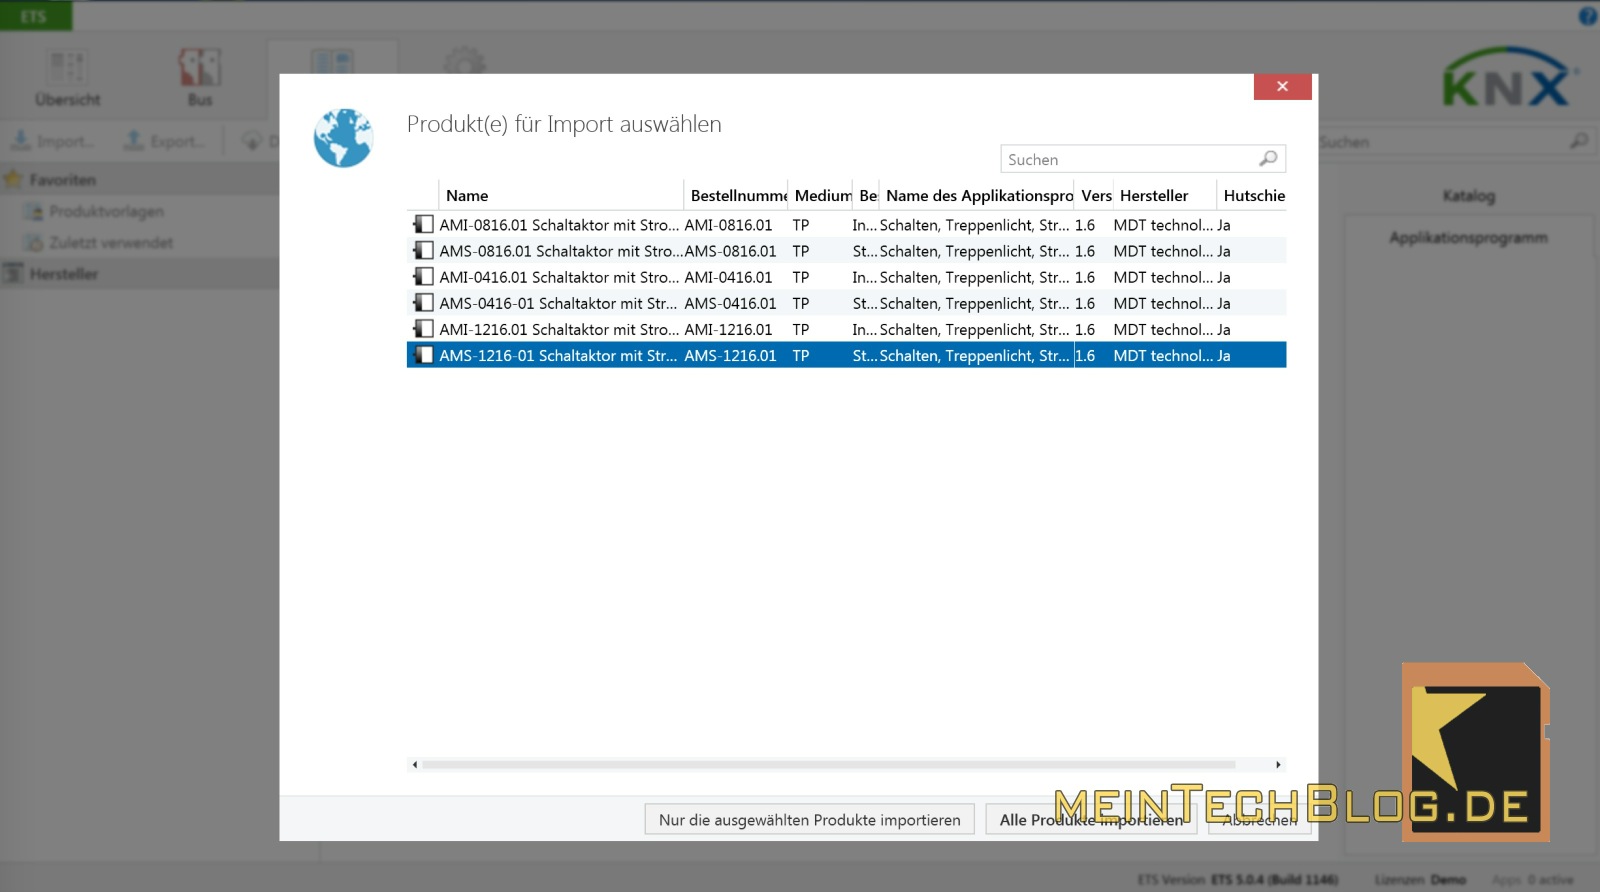 ETS
?
Übersicht
Bus
KNX
Import...
Export...
D
Suchen
Favoriten
Produktvorlagen
Zuletzt verwendet
Hersteller
Katalog
Applikationsprogramm
Produkt(e) für Import auswählen
Suchen
Name Bestellnumme Medium Be Name des Applikationspro Vers Hersteller Hutschie
AMI-0816.01 Schaltaktor mit Stro... AMI-0816.01 TP In... Schalten, Treppenlicht, Str... 1.6 MDT technol... Ja
AMS-0816.01 Schaltaktor mit Stro... AMS-0816.01 TP St... Schalten, Treppenlicht, Str... 1.6 MDT technol... Ja
AMI-0416.01 Schaltaktor mit Stro... AMI-0416.01 TP In... Schalten, Treppenlicht, Str... 1.6 MDT technol... Ja
AMS-0416-01 Schaltaktor mit Str... AMS-0416.01 TP St... Schalten, Treppenlicht, Str... 1.6 MDT technol... Ja
AMI-1216.01 Schaltaktor mit Stro... AMI-1216.01 TP In... Schalten, Treppenlicht, Str... 1.6 MDT technol... Ja
AMS-1216-01 Schaltaktor mit Str... AMS-1216.01 TP St... Schalten, Treppenlicht, Str... 1.6 MDT technol... Ja
Nur die ausgewählten Produkte importieren Alle Produkte importieren Abbrechen
MEINTECHBLOG.DE
ETS Version ETS 5.0.4 (Build 1146) Lizenzen Demo Apps 0 active